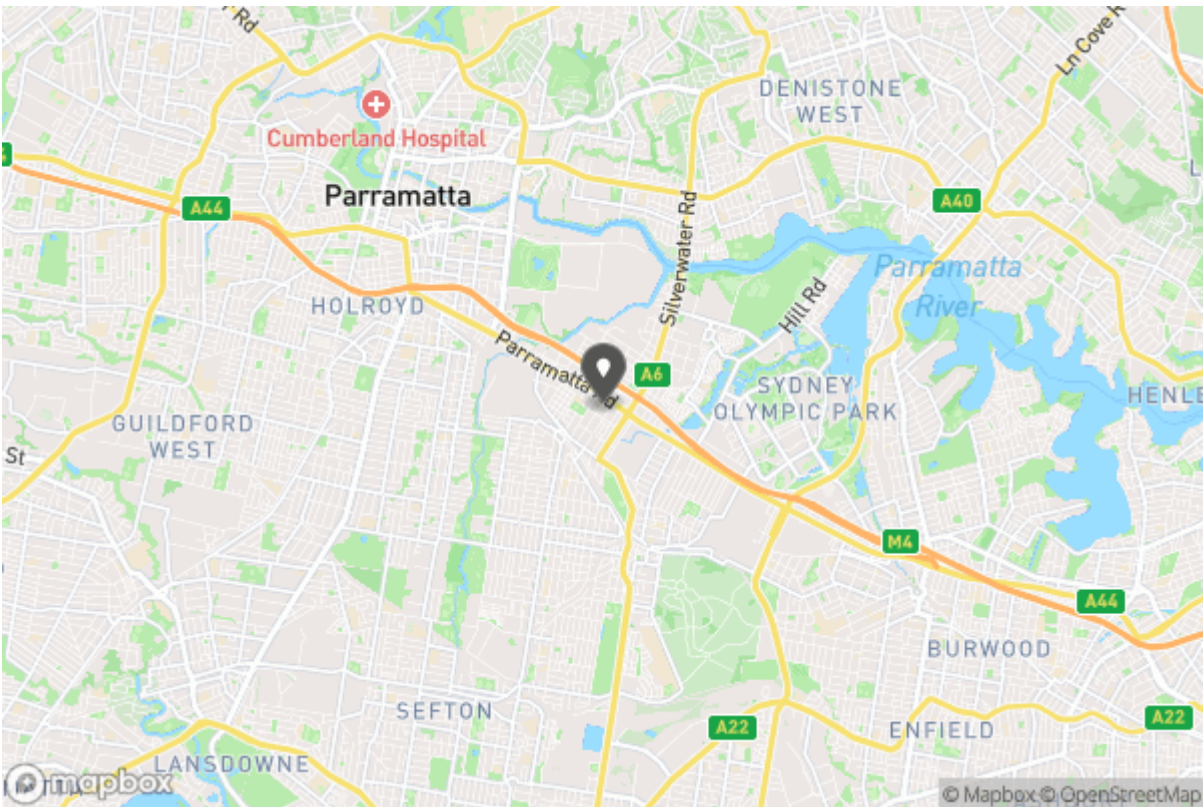 Ln Cove R
Rd
DENISTONE
WEST
Cumberland Hospital
Parramatta
A44
Silverwater Rd
A40
Parramatta
River
Hill Rd
HOLROYD
Parramatta Rd
A6
SYDNEY
OLYMPIC PARK
HENLE
GUILDFORD
WEST
St
M4
A44
BURWOOD
SEFTON
A22
ENFIELD
A22
LANSDOWNE
mapbox
© Mapbox © OpenStreetMap